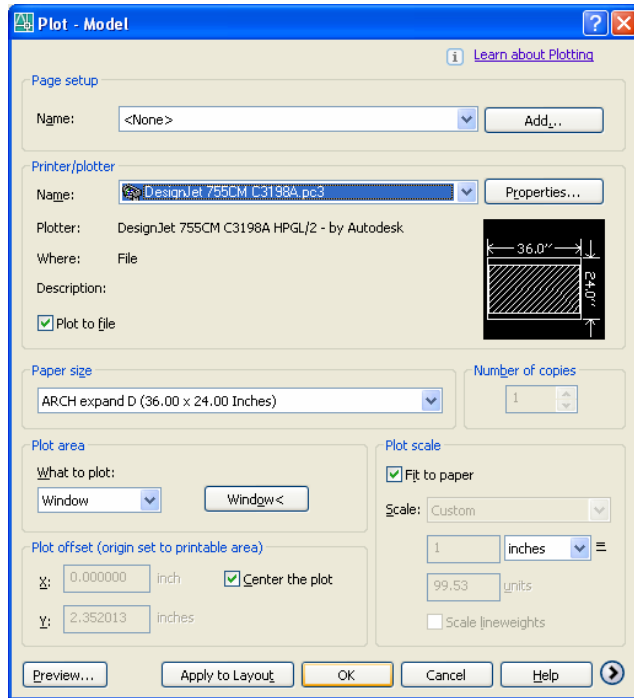 Plot - Model
Learn about Plotting
Page setup
Name: <None> Add...
Printer/plotter
Name: DesignJet 755CM C3198A.pc3 Properties...
Plotter: DesignJet 755CM C3198A HPGL/2 - by Autodesk
Where: File
Description:
Plot to file
36.0''
24.0''
Paper size
ARCH expand D (36.00 x 24.00 Inches)
Number of copies
1
Plot area
What to plot:
Window Window<
Plot scale
Fit to paper
Scale: Custom
1 inches =
99.53 units
Scale lineweights
Plot offset (origin set to printable area)
X: 0.000000 inch Center the plot
Y: 2.352013 inches
Preview... Apply to Layout OK Cancel Help